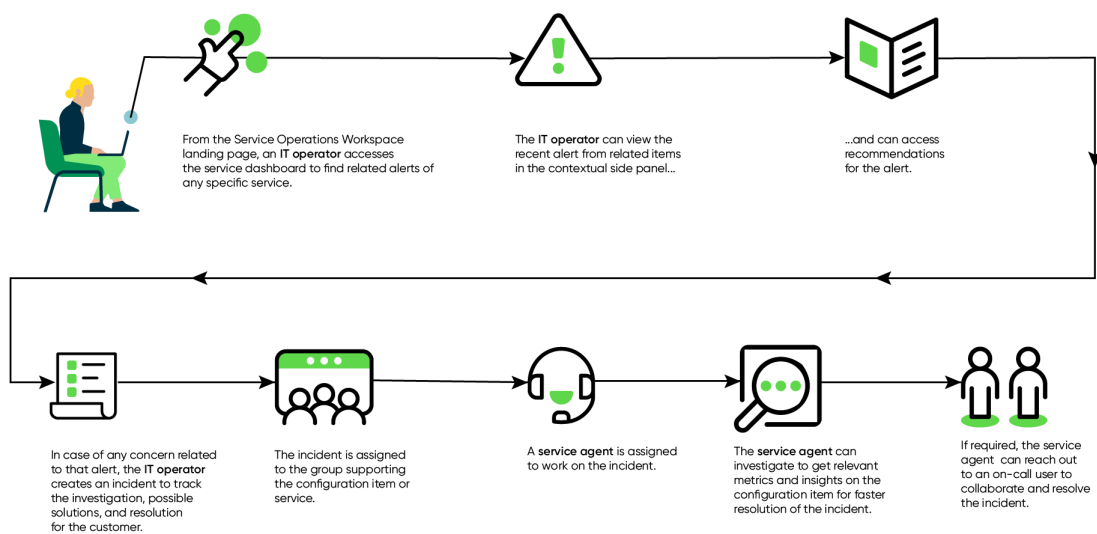 From the Service Operations Workspace
landing page, an IT operator accesses
the service dashboard to find related alerts of
any specific service.
The IT operator can view the
recent alert from related items
in the contextual side panel...
...and can access
recommendations
for the alert.
In case of any concern related
to that alert, the IT operator
creates an incident to track
the investigation, possible
solutions, and resolution
for the customer.
The incident is assigned
to the group supporting
the configuration item or
service.
A service agent is assigned
to work on the incident.
The service agent can
investigate to get relevant
metrics and insights on the
configuration item for faster
resolution of the incident.
If required, the service
agent can reach out
to an on-call user to
collaborate and resolve
the incident.